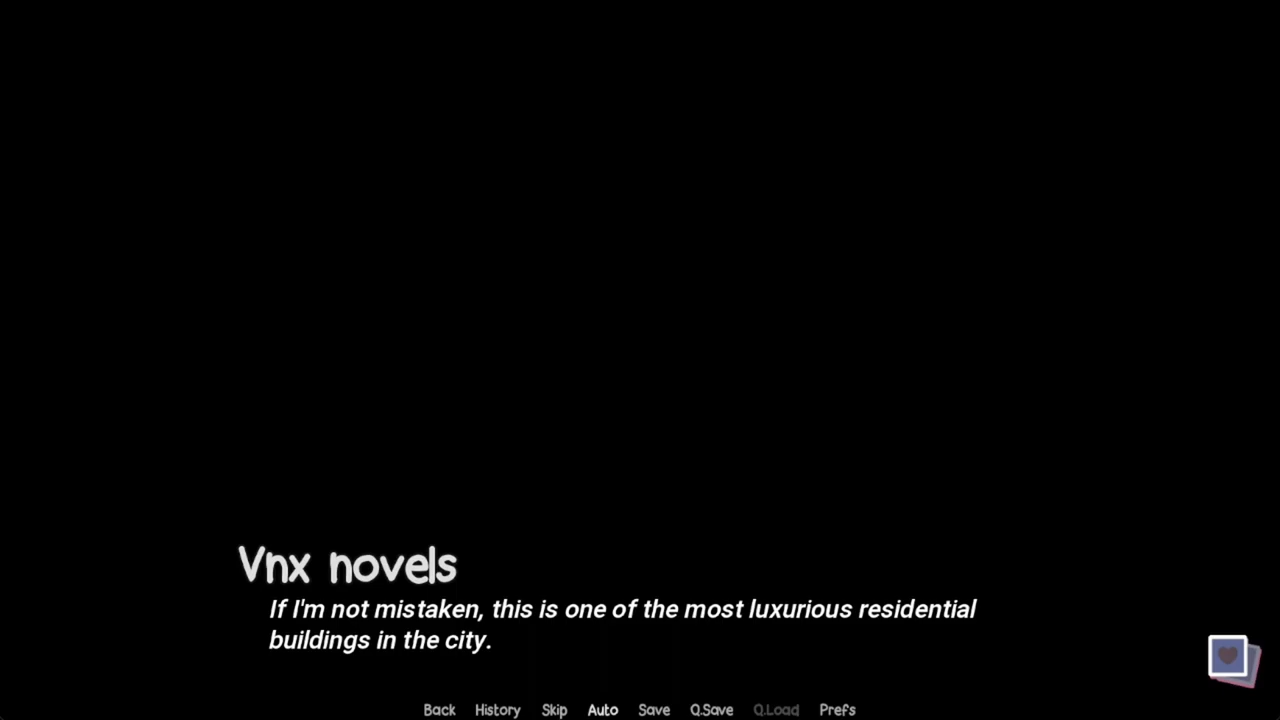 Vnx novels
If I'm not mistaken, this is one of the most luxurious residential
buildings in the city.
Back History Skip Auto Save Q.Save Q.Load Prefs